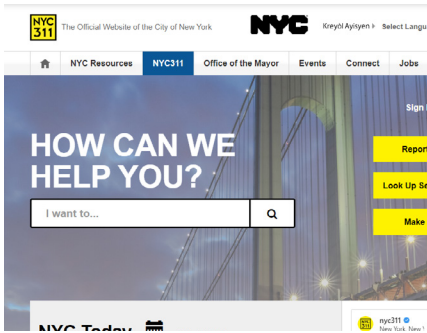 NYC
311
The Official Website of the City of New York
NYC
Kreyòl Ayisyen
Select
NYC Resources
NYC311
Office of the Mayor
Events
Connect
Jobs
Sign
HOW CAN WE
HELP YOU?
Report
Look Up
Make
I want to...
NYC Today
nyc311
New York, New